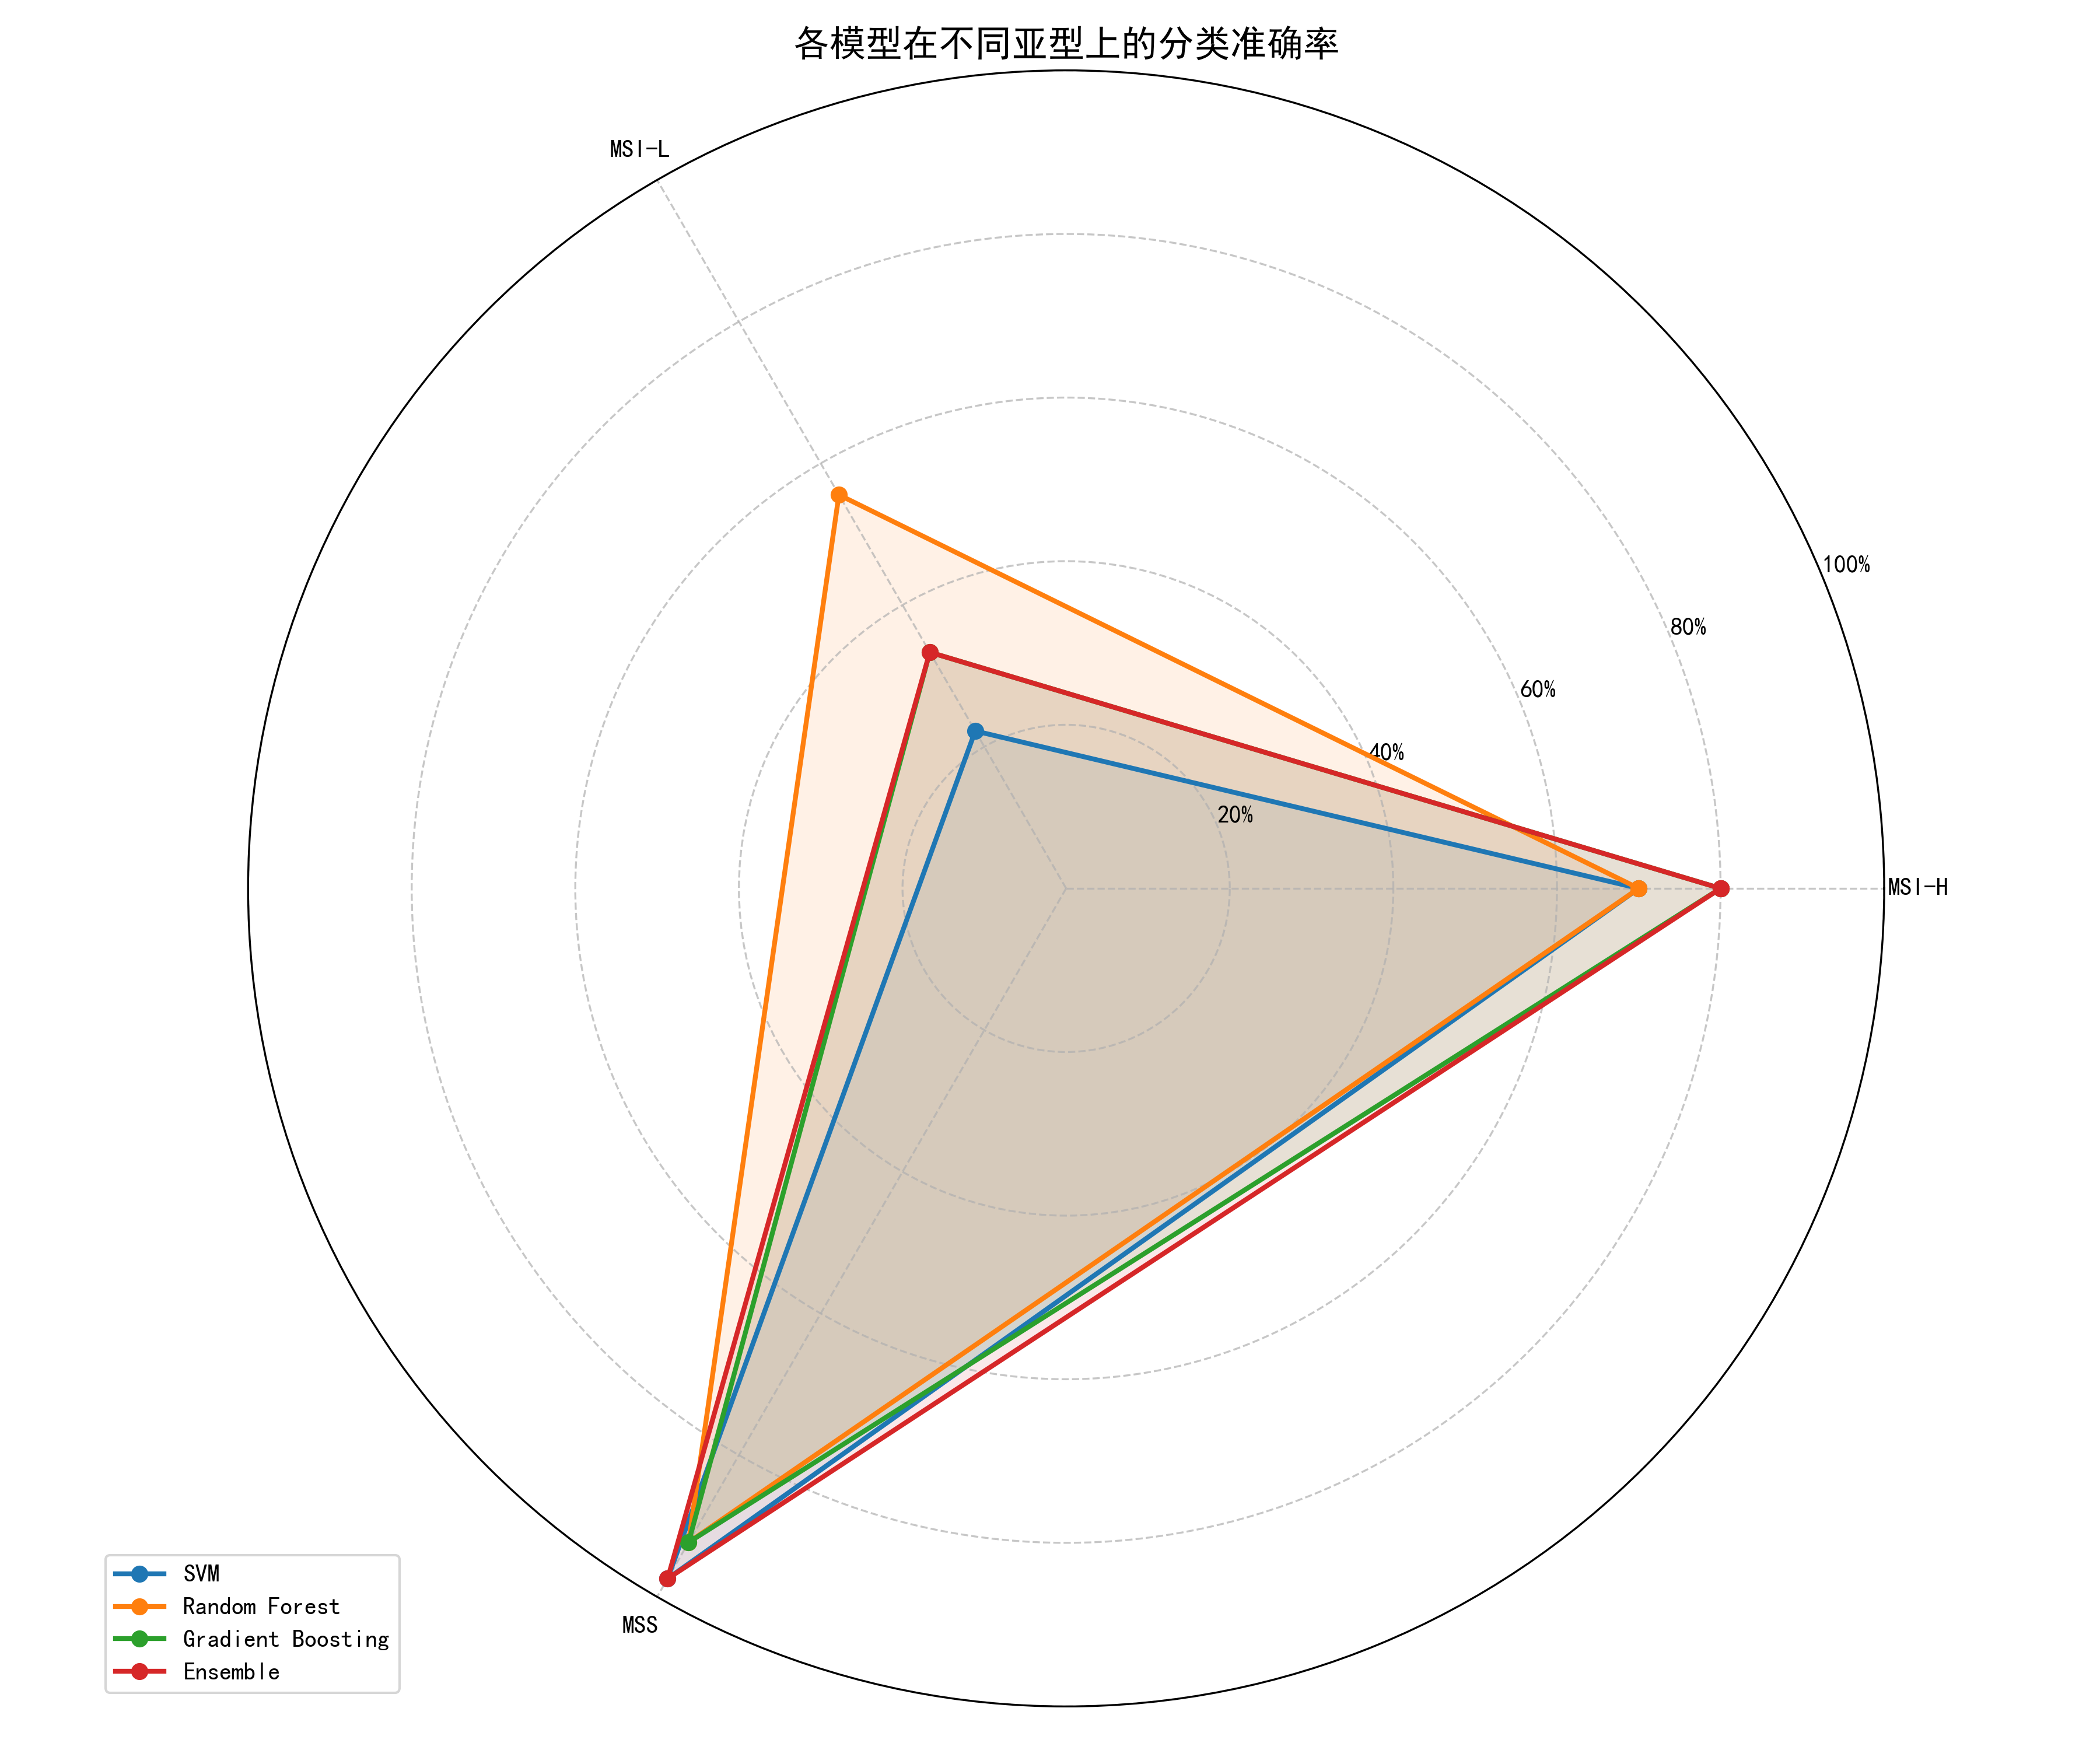 各模型在不同亚型上的分类准确率
MSI-L
100%
80%
60%
40%
20%
MSI-H
MSS
SVM
Random Forest
Gradient Boosting
Ensemble